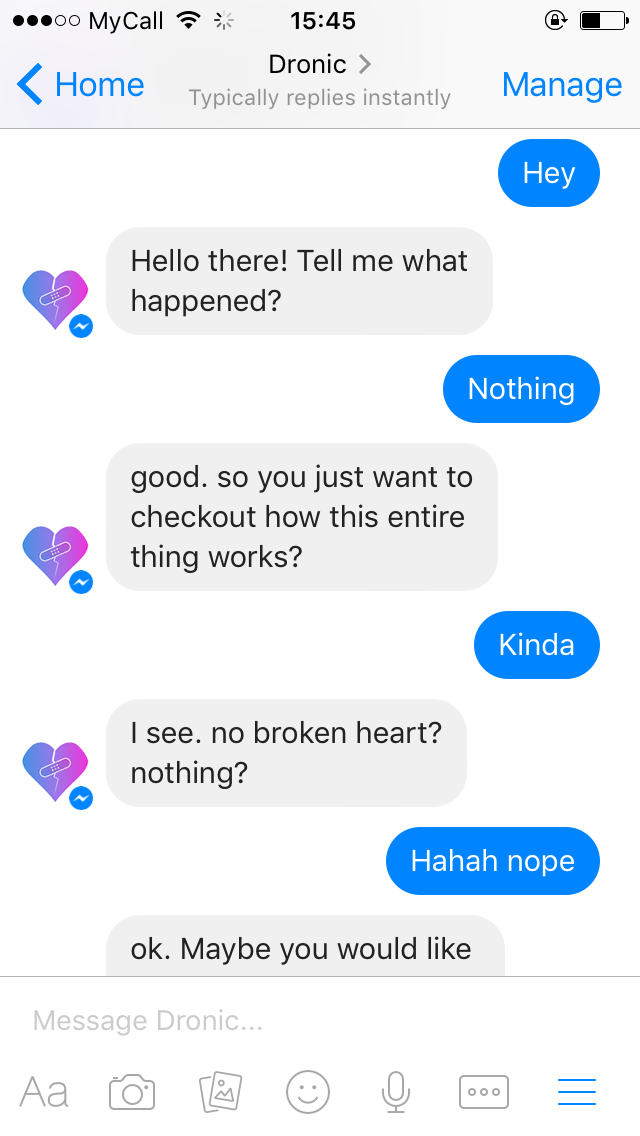 MyCall 15:45
Home Dronic Manage
Typically replies instantly
Hey
Hello there! Tell me what
happened?
Nothing
good. so you just want to
checkout how this entire
thing works?
Kinda
I see. no broken heart?
nothing?
Hahah nope
ok. Maybe you would like
Message Dronic...
Aa